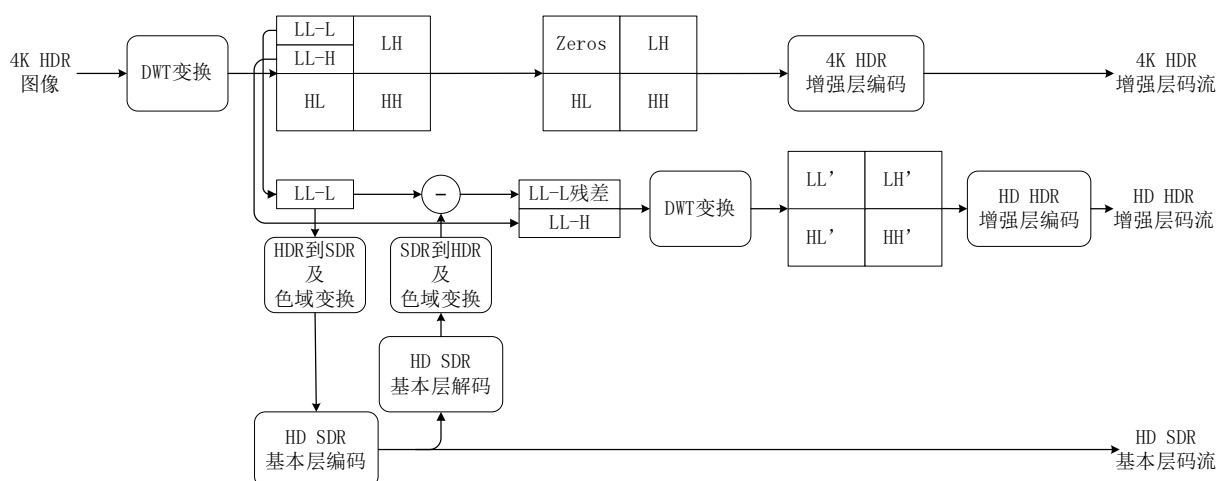 4K HDR
图像
DWT变换
LL-L
LL-H
LH
HL
HH
Zeros
LH
HL
HH
4K HDR
增强层编码
4K HDR
增强层码流
LL-L
−
LL-L残差
LL-H
DWT变换
LL’
LH’
HL’
HH’
HD HDR
增强层编码
HD HDR
增强层码流
HDR到SDR
及
色域变换
SDR到HDR
及
色域变换
HD SDR
基本层解码
HD SDR
基本层编码
HD SDR
基本层码流